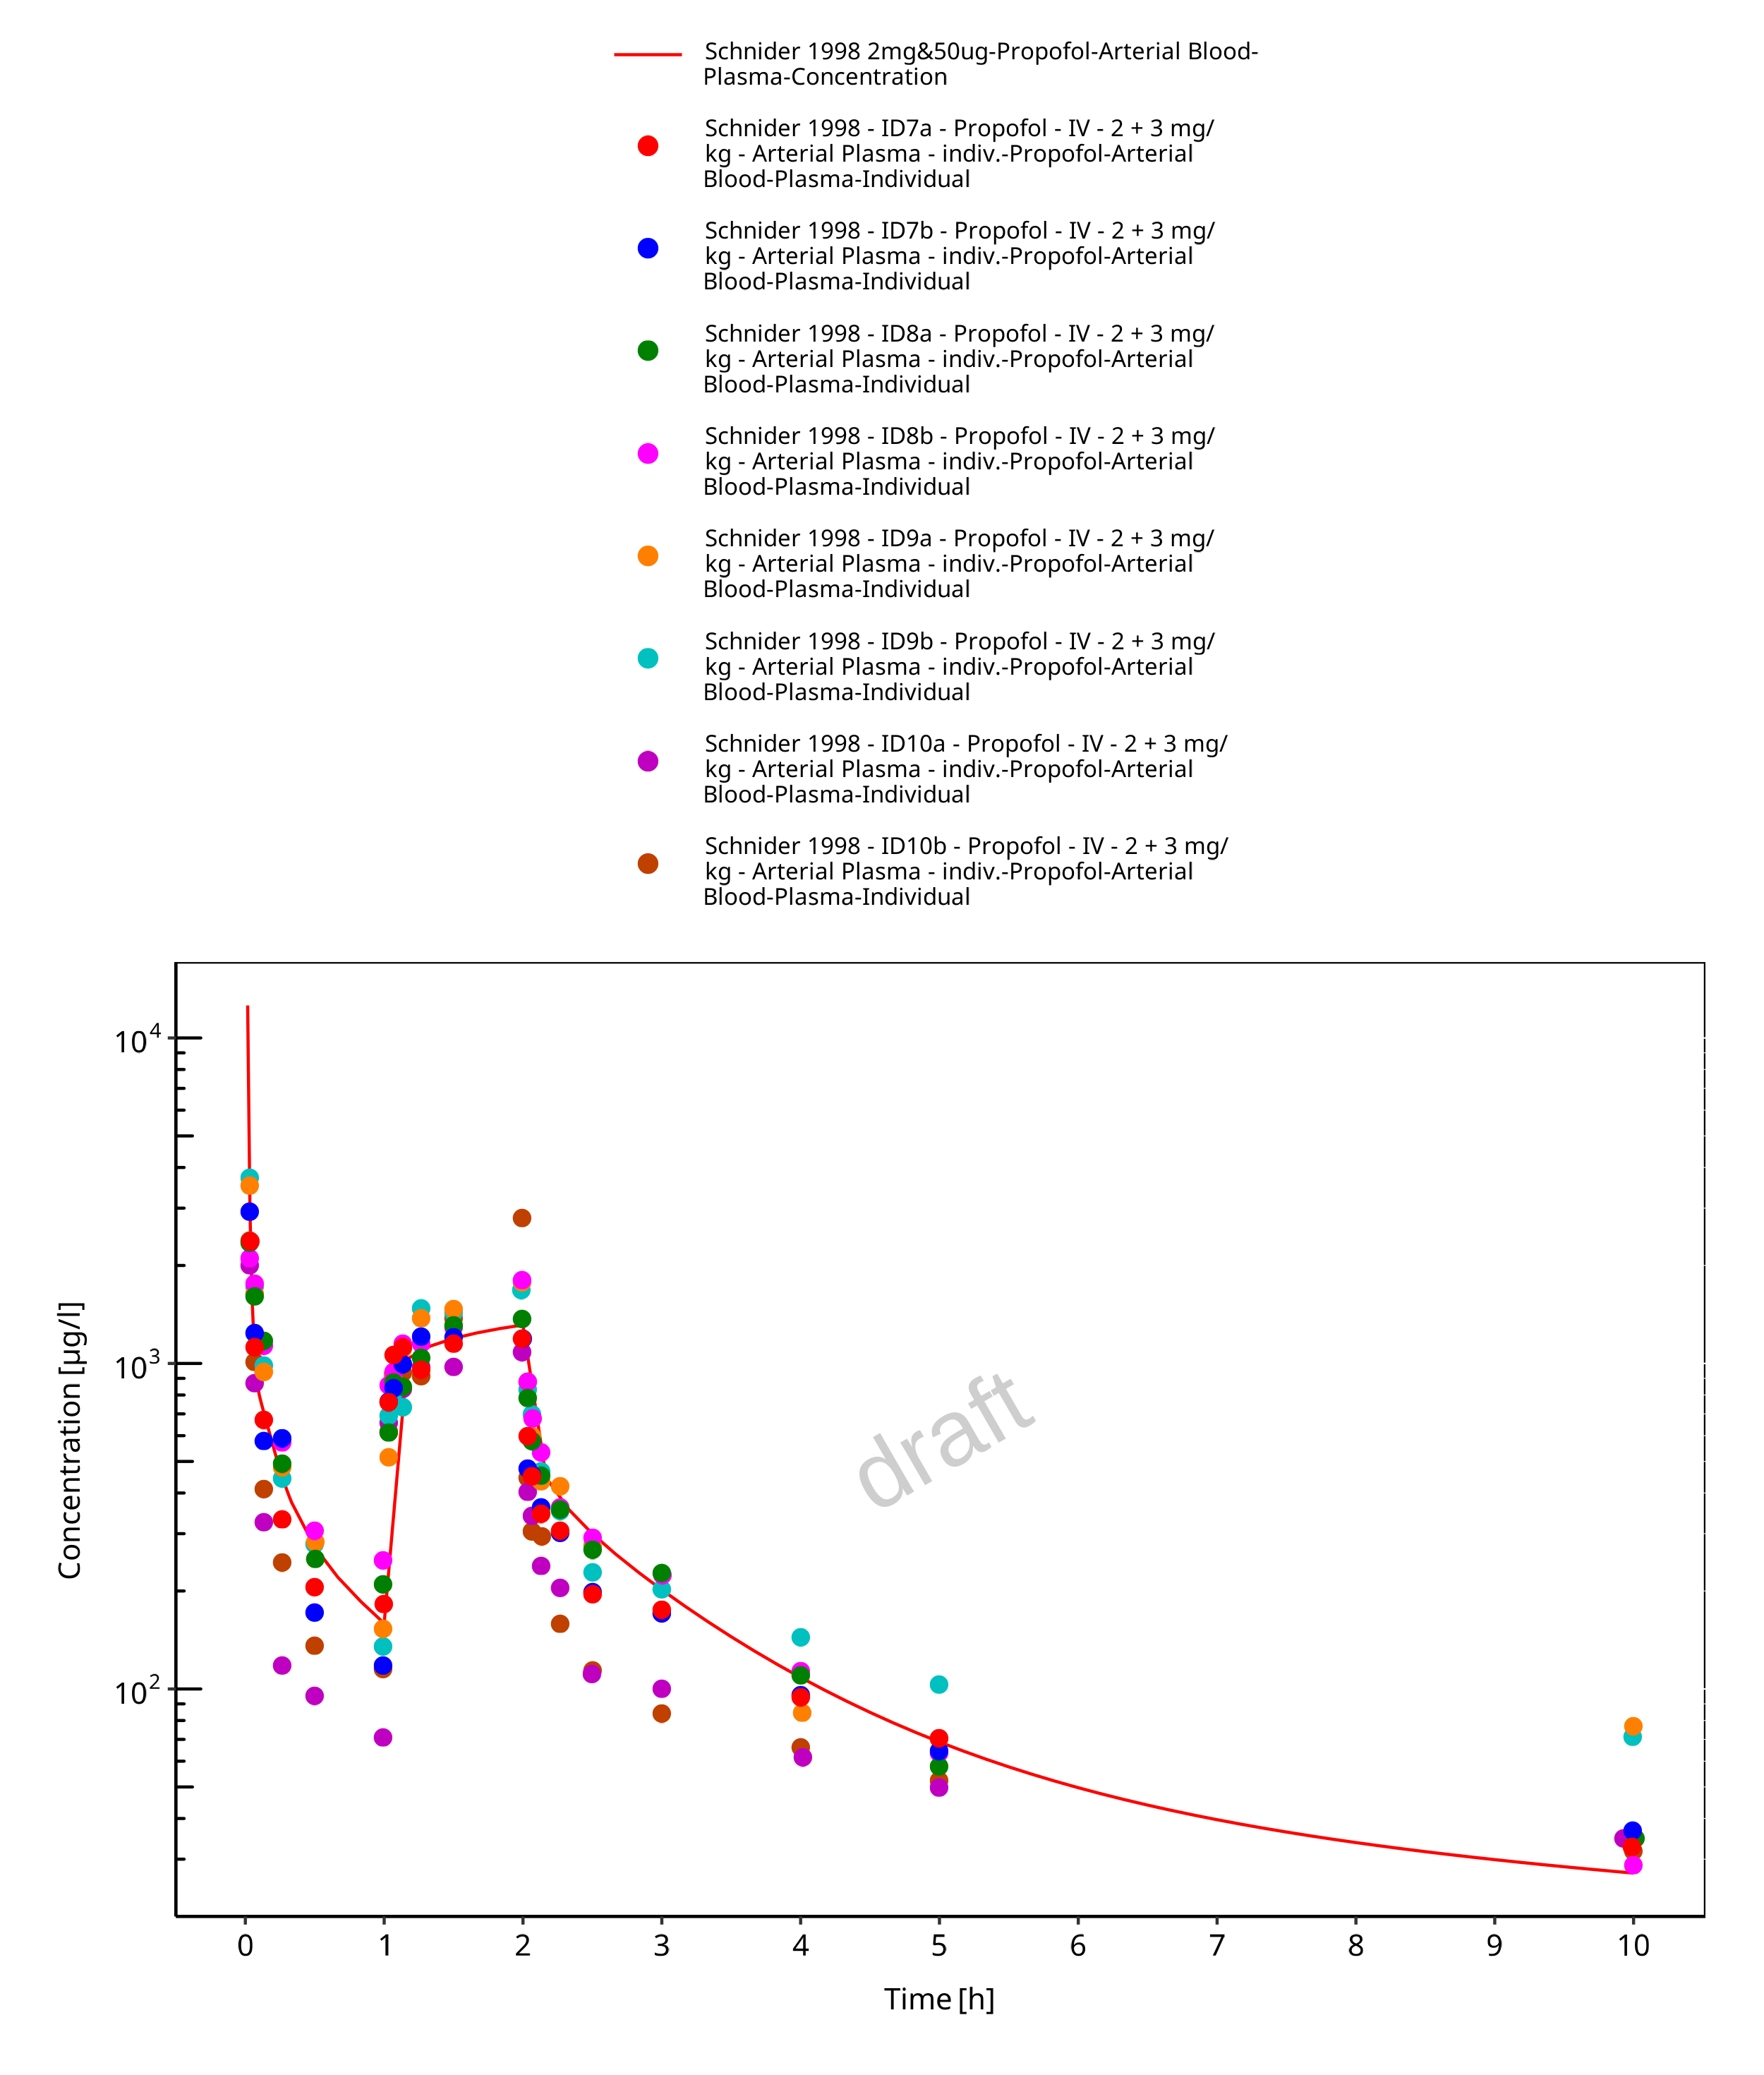 Schnider 1998 2mg&50ug-Propofol-Arterial Blood-
Plasma-Concentration
Schnider 1998 - ID7a - Propofol - IV - 2 + 3 mg/
kg - Arterial Plasma - indiv.-Propofol-Arterial
Blood-Plasma-Individual
Schnider 1998 - ID7b - Propofol - IV - 2 + 3 mg/
kg - Arterial Plasma - indiv.-Propofol-Arterial
Blood-Plasma-Individual
Schnider 1998 - ID8a - Propofol - IV - 2 + 3 mg/
kg - Arterial Plasma - indiv.-Propofol-Arterial
Blood-Plasma-Individual
Schnider 1998 - ID8b - Propofol - IV - 2 + 3 mg/
kg - Arterial Plasma - indiv.-Propofol-Arterial
Blood-Plasma-Individual
Schnider 1998 - ID9a - Propofol - IV - 2 + 3 mg/
kg - Arterial Plasma - indiv.-Propofol-Arterial
Blood-Plasma-Individual
Schnider 1998 - ID9b - Propofol - IV - 2 + 3 mg/
kg - Arterial Plasma - indiv.-Propofol-Arterial
Blood-Plasma-Individual
Schnider 1998 - ID10a - Propofol - IV - 2 + 3 mg/
kg - Arterial Plasma - indiv.-Propofol-Arterial
Blood-Plasma-Individual
Schnider 1998 - ID10b - Propofol - IV - 2 + 3 mg/
kg - Arterial Plasma - indiv.-Propofol-Arterial
Blood-Plasma-Individual
10⁴
10³
10²
Concentration [µg/l]
draft
0 1 2 3 4 5 6 7 8 9 10
Time [h]